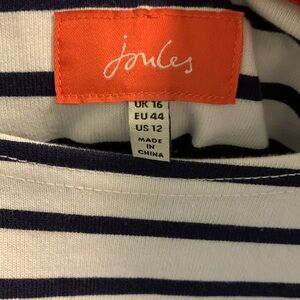 Joules
UK 16
EU 44
US 12
MADE
IN
CHINA